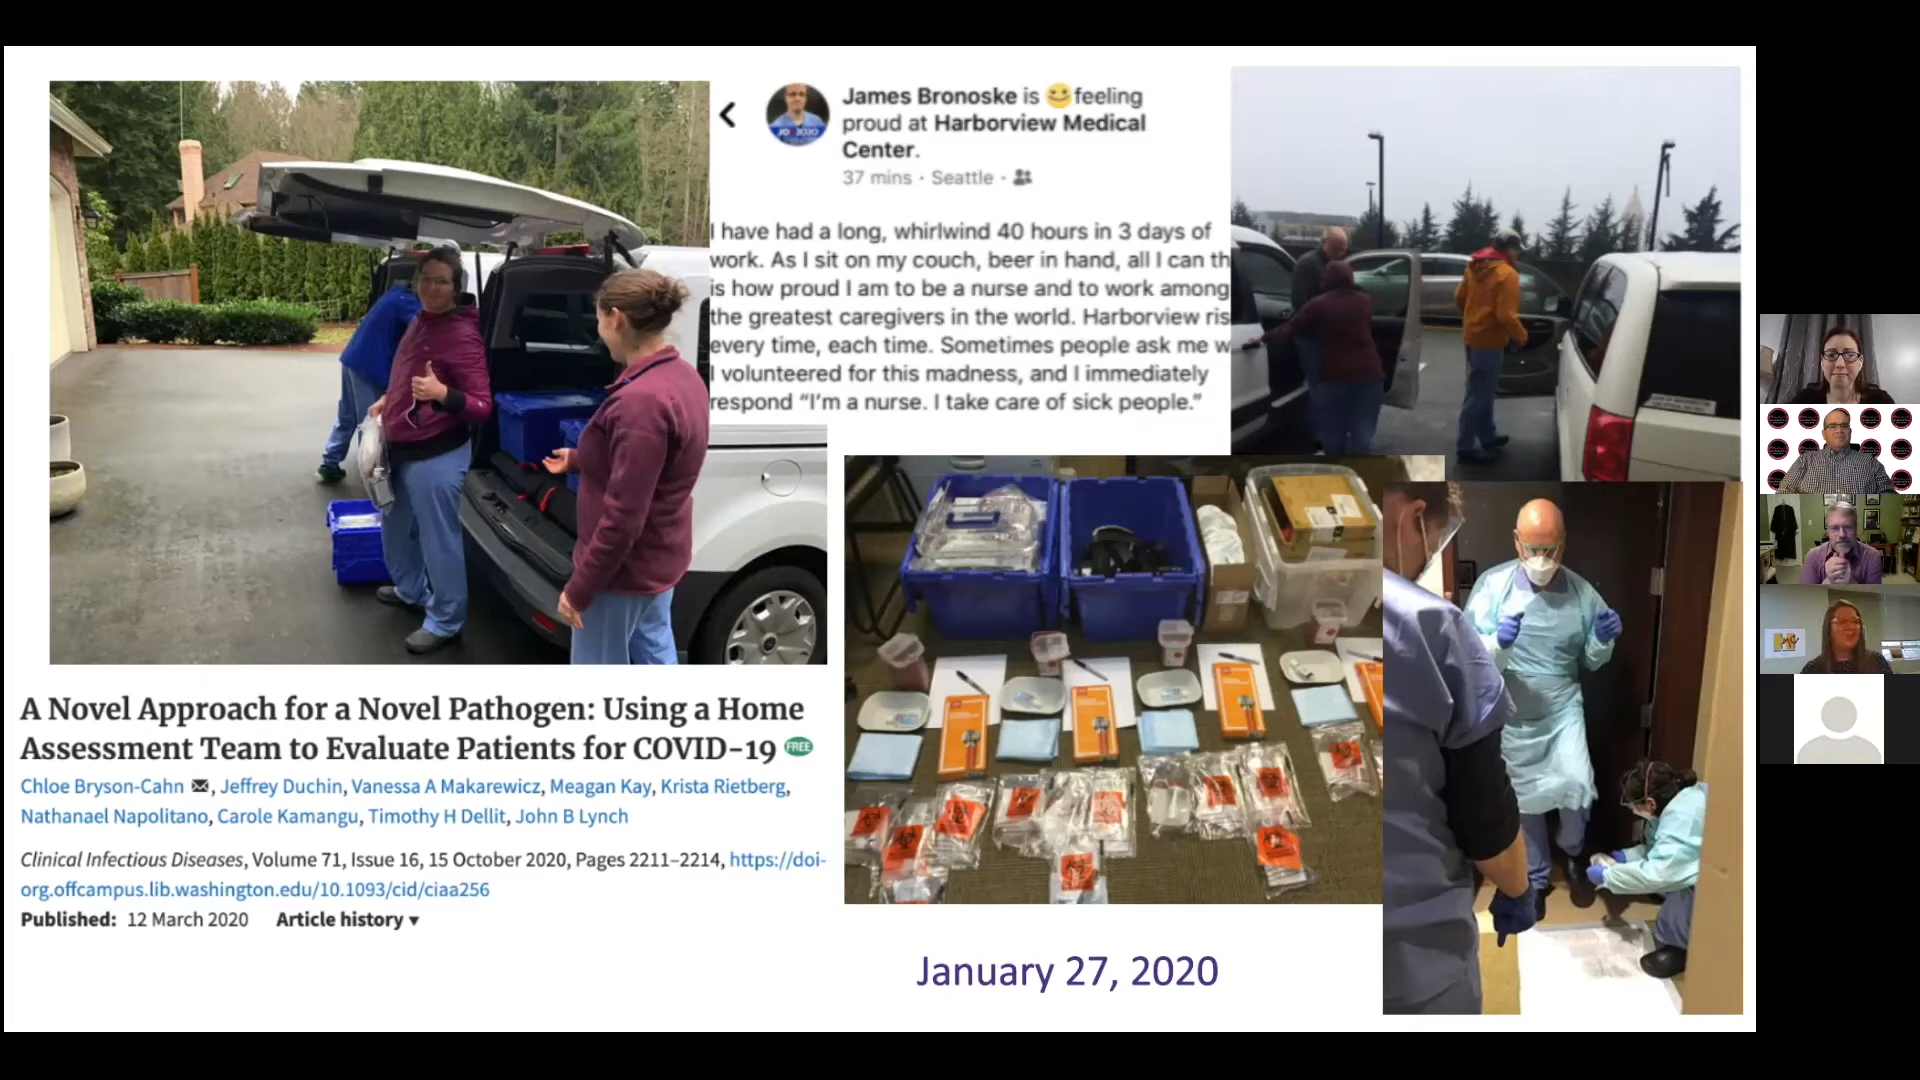 James Bronoske is feeling
proud at Harborview Medical
Center.
37 mins · Seattle ·
I have had a long, whirlwind 40 hours in 3 days of
work. As I sit on my couch, beer in hand, all I can th
is how proud I am to be a nurse and to work among
the greatest caregivers in the world. Harborview ris
every time, each time. Sometimes people ask me w
I volunteered for this madness, and I immediately
respond “I’m a nurse. I take care of sick people.”
A Novel Approach for a Novel Pathogen: Using a Home
Assessment Team to Evaluate Patients for COVID-19 FREE
Chloe Bryson-Cahn , Jeffrey Duchin, Vanessa A Makarewicz, Meagan Kay, Krista Rietberg,
Nathanael Napolitano, Carole Kamangu, Timothy H Dellit, John B Lynch
Clinical Infectious Diseases, Volume 71, Issue 16, 15 October 2020, Pages 2211–2214, https://doi-
org.offcampus.lib.washington.edu/10.1093/cid/ciaa256
Published: 12 March 2020 Article history ▾
January 27, 2020